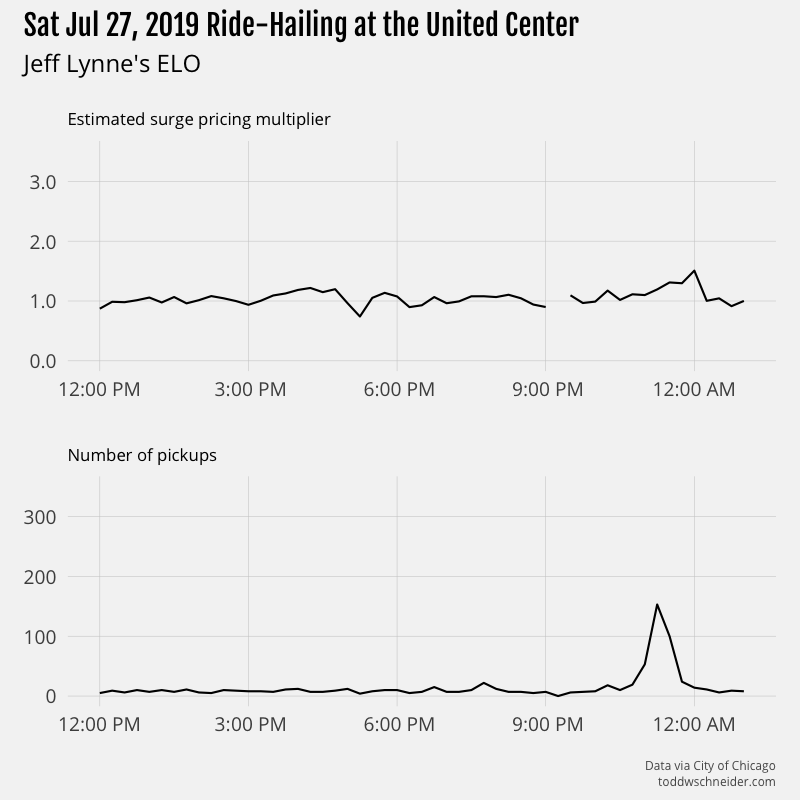 Sat Jul 27, 2019 Ride-Hailing at the United Center
Jeff Lynne's ELO
Estimated surge pricing multiplier
3.0
2.0
1.0
0.0
12:00 PM 3:00 PM 6:00 PM 9:00 PM 12:00 AM
Number of pickups
300
200
100
0
12:00 PM 3:00 PM 6:00 PM 9:00 PM 12:00 AM
Data via City of Chicago
toddwschneider.com